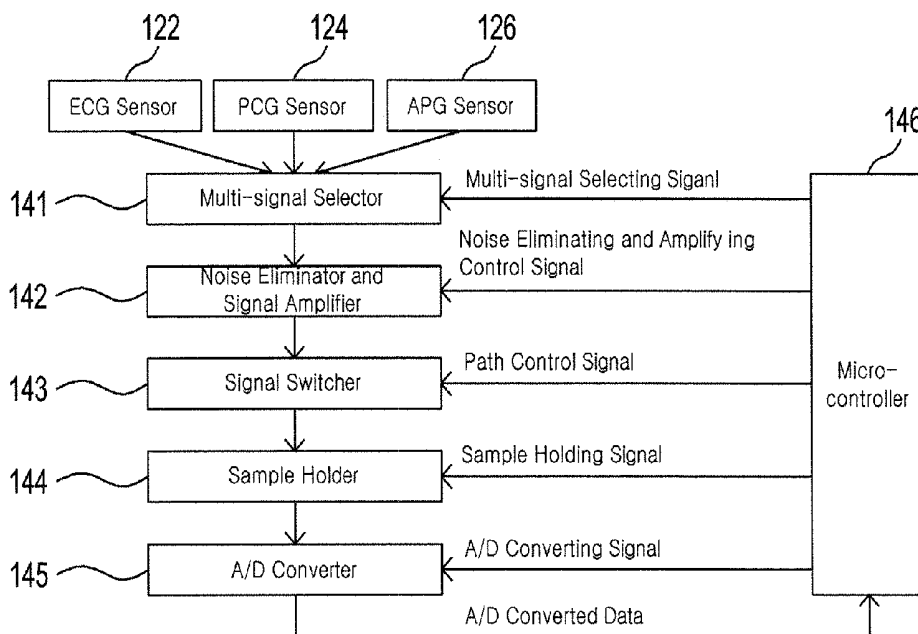 122
124
126
ECG Sensor
PCG Sensor
APG Sensor
146
141
Multi-signal Selector
Multi-signal Selecting Siganl
Noise Eliminating and Amplify ing
Control Signal
142
Noise Eliminator and
Signal Amplifier
143
Signal Switcher
Path Control Signal
Micro-
controller
144
Sample Holder
Sample Holding Signal
145
A/D Converter
A/D Converting Signal
A/D Converted Data